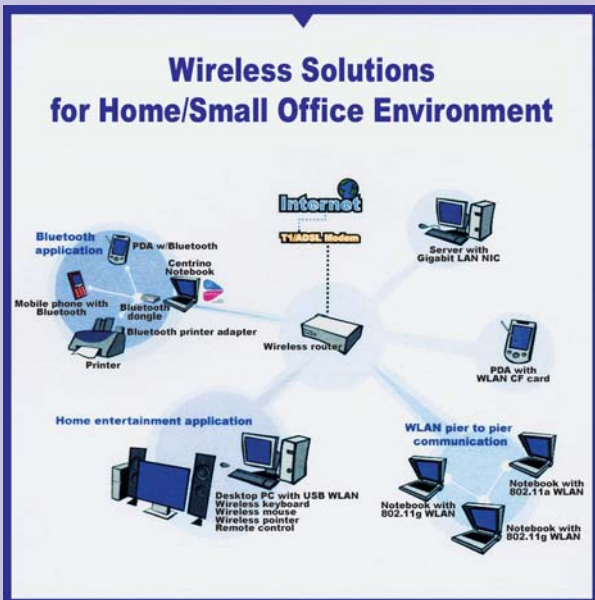 Wireless Solutions
for Home/Small Office Environment
Internet
T1/ADSL Modem
Bluetooth
application
PDA w/Bluetooth
Centrino
Notebook
Mobile phone with
Bluetooth
Bluetooth
dongle
Bluetooth printer adapter
Printer
Wireless router
Server with
Gigabit LAN NIC
PDA with
WLAN CF card
Home entertainment application
Desktop PC with USB WLAN
Wireless keyboard
Wireless mouse
Wireless pointer
Remote control
WLAN pier to pier
communication
Notebook with
802.11a WLAN
Notebook with
802.11g WLAN
Notebook with
802.11g WLAN